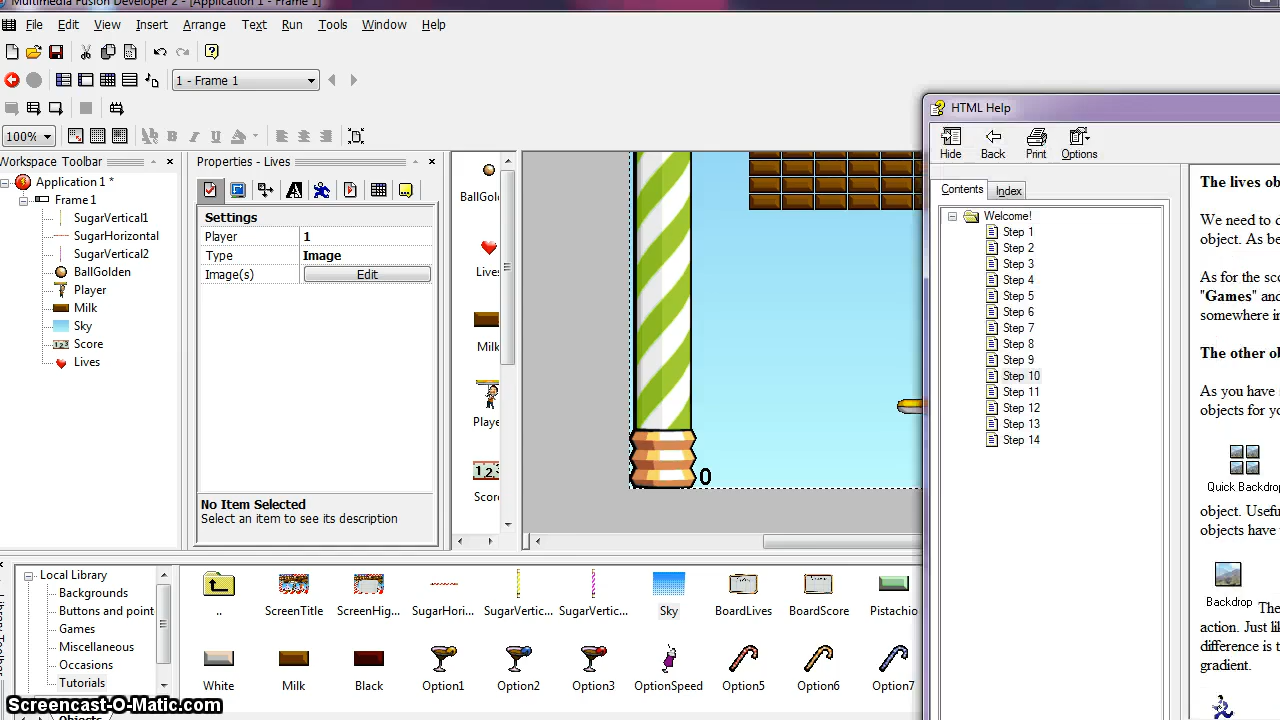 Multimedia Fusion Developer 2 - [Application 1 - Frame 1]
File Edit View Insert Arrange Text Run Tools Window Help
1 - Frame 1
100%
B I U A
Workspace Toolbar
Application 1 *
Frame 1
SugarVertical1
SugarHorizontal
SugarVertical2
BallGolden
Player
Milk
Sky
Score
Lives
Properties - Lives
Settings
Player 1
Type Image
Image(s) Edit
No Item Selected
Select an item to see its description
BallGol
Lives
Milk
Playe
Score
0
HTML Help
Hide Back Print Options
Contents Index
Welcome!
Step 1
Step 2
Step 3
Step 4
Step 5
Step 6
Step 7
Step 8
Step 9
Step 10
Step 11
Step 12
Step 13
Step 14
The lives ob
We need to c
object. As be
As for the sco
"Games" and
somewhere in
The other ob
As you have
objects for yo
Quick Backdrop
object. Usefu
objects have
Backdrop The
action. Just lik
difference is t
gradient.
Local Library
Backgrounds
Buttons and point
Games
Miscellaneous
Occasions
Tutorials
.. ScreenTitle ScreenHig... SugarHori... SugarVertic... SugarVertic... Sky BoardLives BoardScore Pistachio
White Milk Black Option1 Option2 Option3 OptionSpeed Option5 Option6 Option7
Objects
Screencast-O-Matic.com